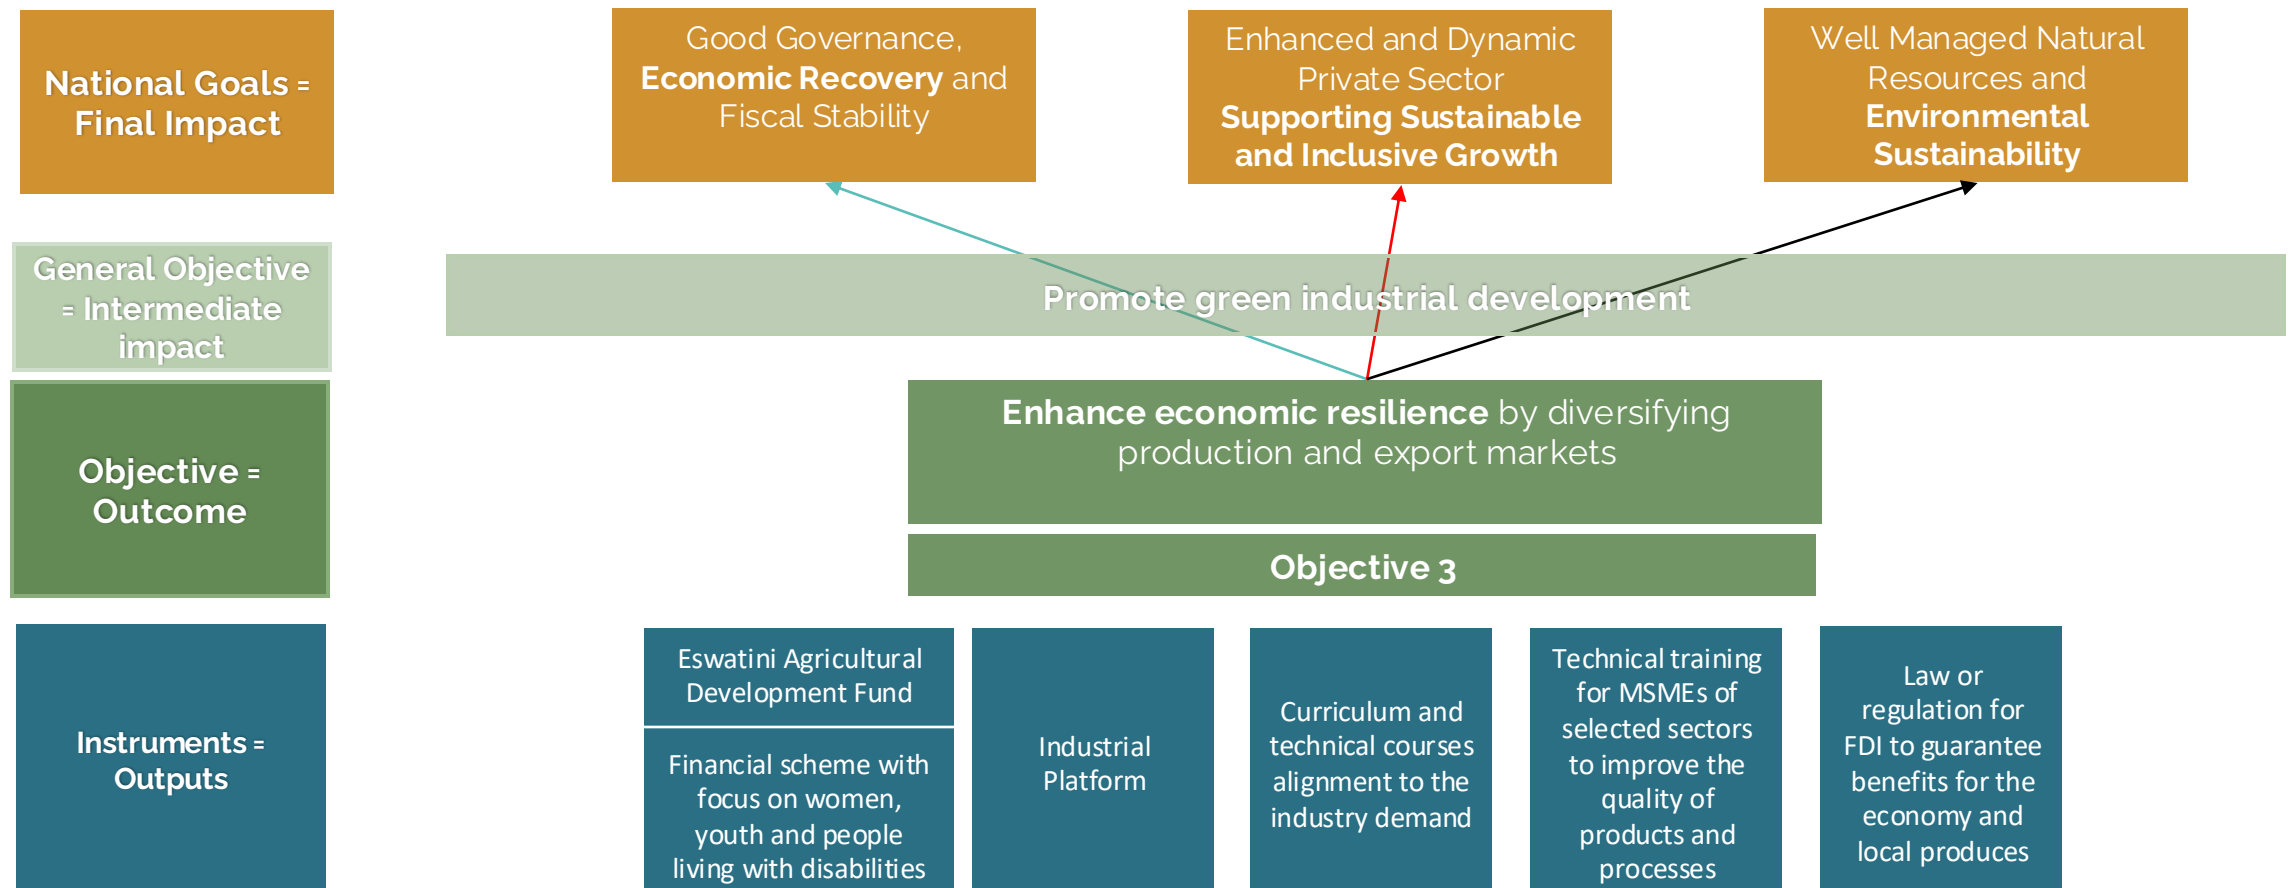 National Goals =
Final Impact
Good Governance,
Economic Recovery and
Fiscal Stability
Enhanced and Dynamic
Private Sector
Supporting Sustainable
and Inclusive Growth
Well Managed Natural
Resources and
Environmental
Sustainability
General Objective
= Intermediate
impact
Promote green industrial development
Objective =
Outcome
Enhance economic resilience by diversifying
production and export markets
Objective 3
Instruments =
Outputs
Eswatini Agricultural
Development Fund
Financial scheme with
focus on women,
youth and people
living with disabilities
Industrial
Platform
Curriculum and
technical courses
alignment to the
industry demand
Technical training
for MSMEs of
selected sectors
to improve the
quality of
products and
processes
Law or
regulation for
FDI to guarantee
benefits for the
economy and
local produces